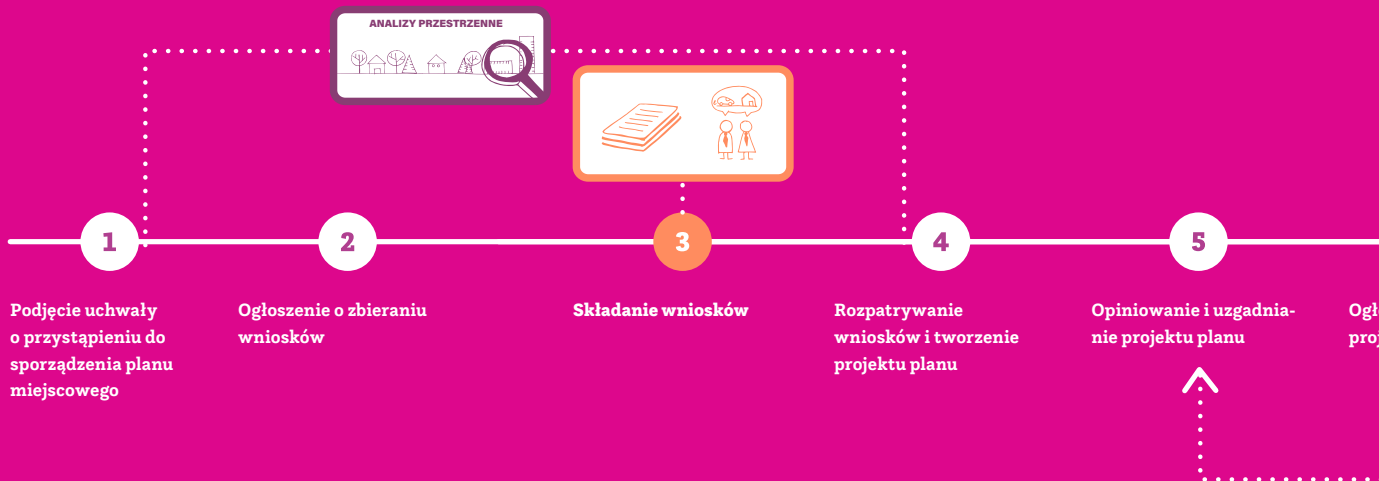 ANALIZY PRZESTRZENNE
1
2
3
4
5
Podjęcie uchwały
o przystąpieniu do
sporządzenia planu
miejscowego
Ogłoszenie o zbieraniu
wniosków
Składanie wniosków
Rozpatrywanie
wniosków i tworzenie
projektu planu
Opiniowanie i uzgadnia-
nie projektu planu